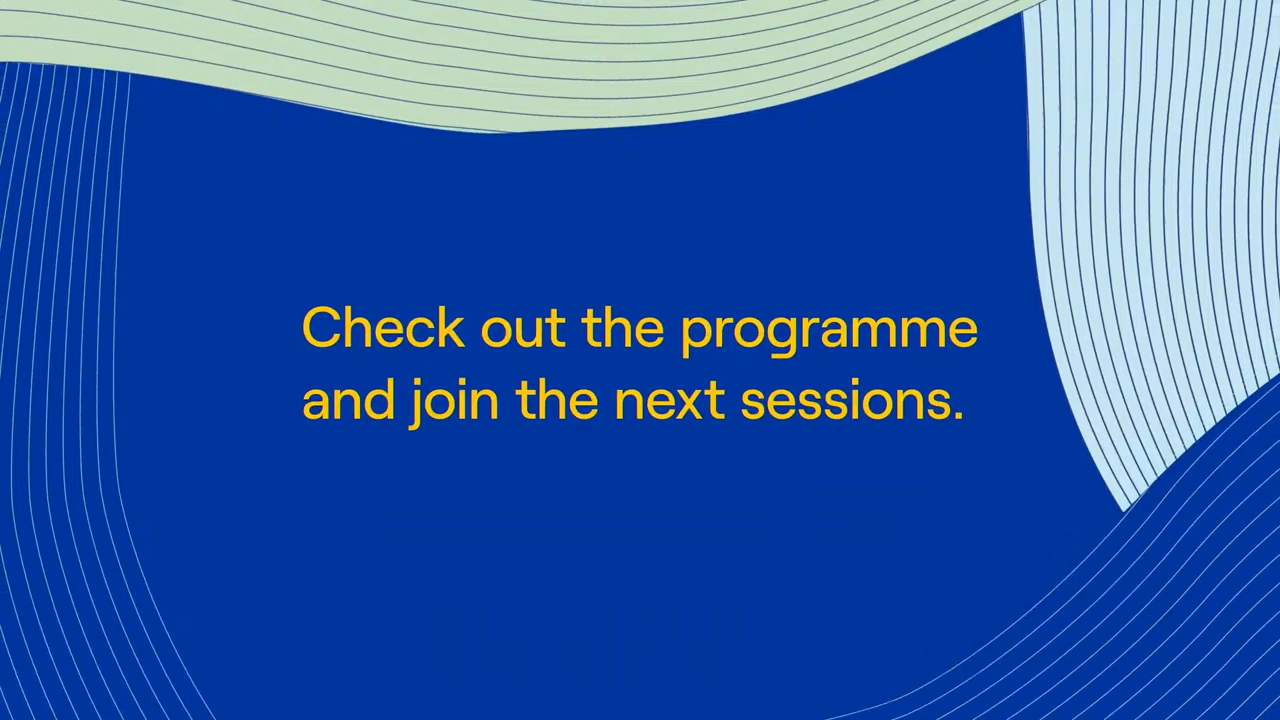 Check out the programme
and join the next sessions.